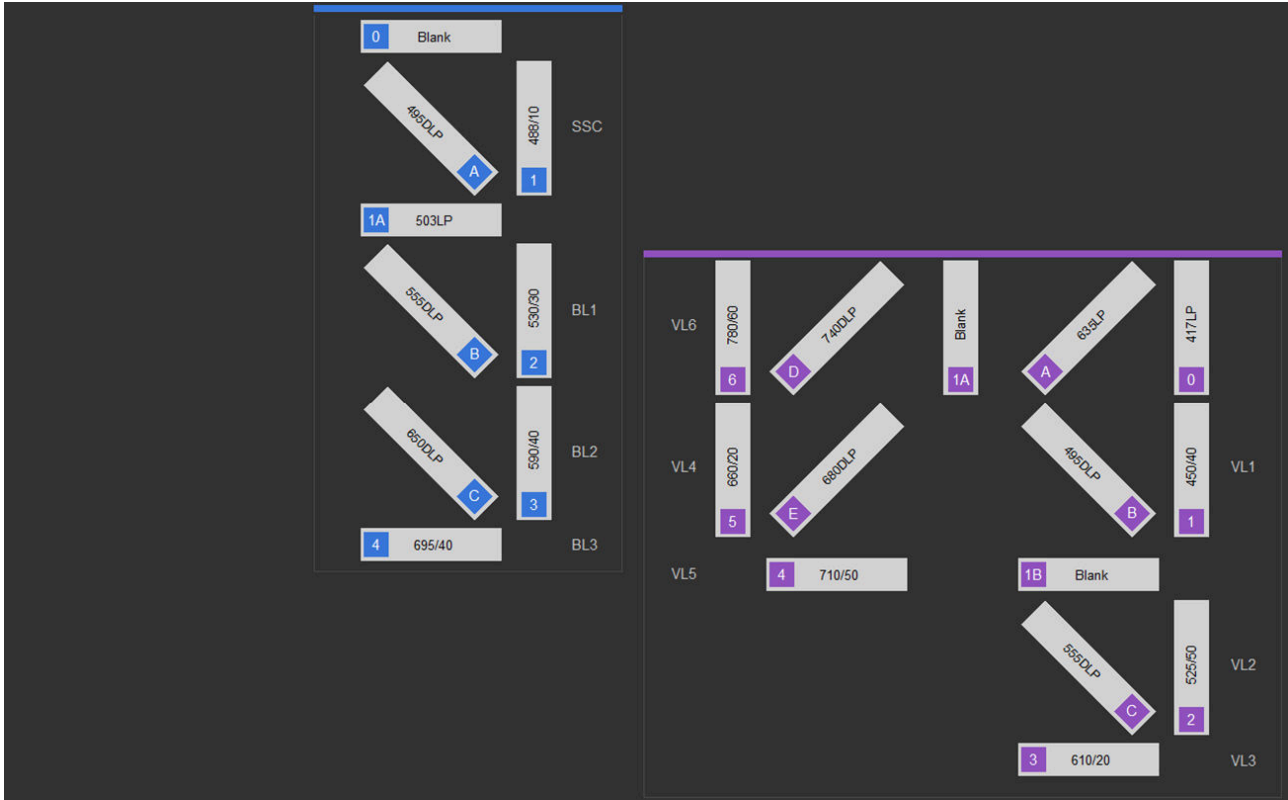 0 Blank
495DLP A
488/10 1
SSC
1A 503LP
555DLP B
530/30 2
BL1
650DLP C
590/40 3
BL2
4 695/40
BL3
VL6
780/60 6
740DLP D
Blank 1A
635LP A
417LP 0
VL4
660/20 5
680DLP E
495DLP B
450/40 1
VL1
VL5
4 710/50
1B Blank
555DLP C
525/50 2
VL2
3 610/20
VL3